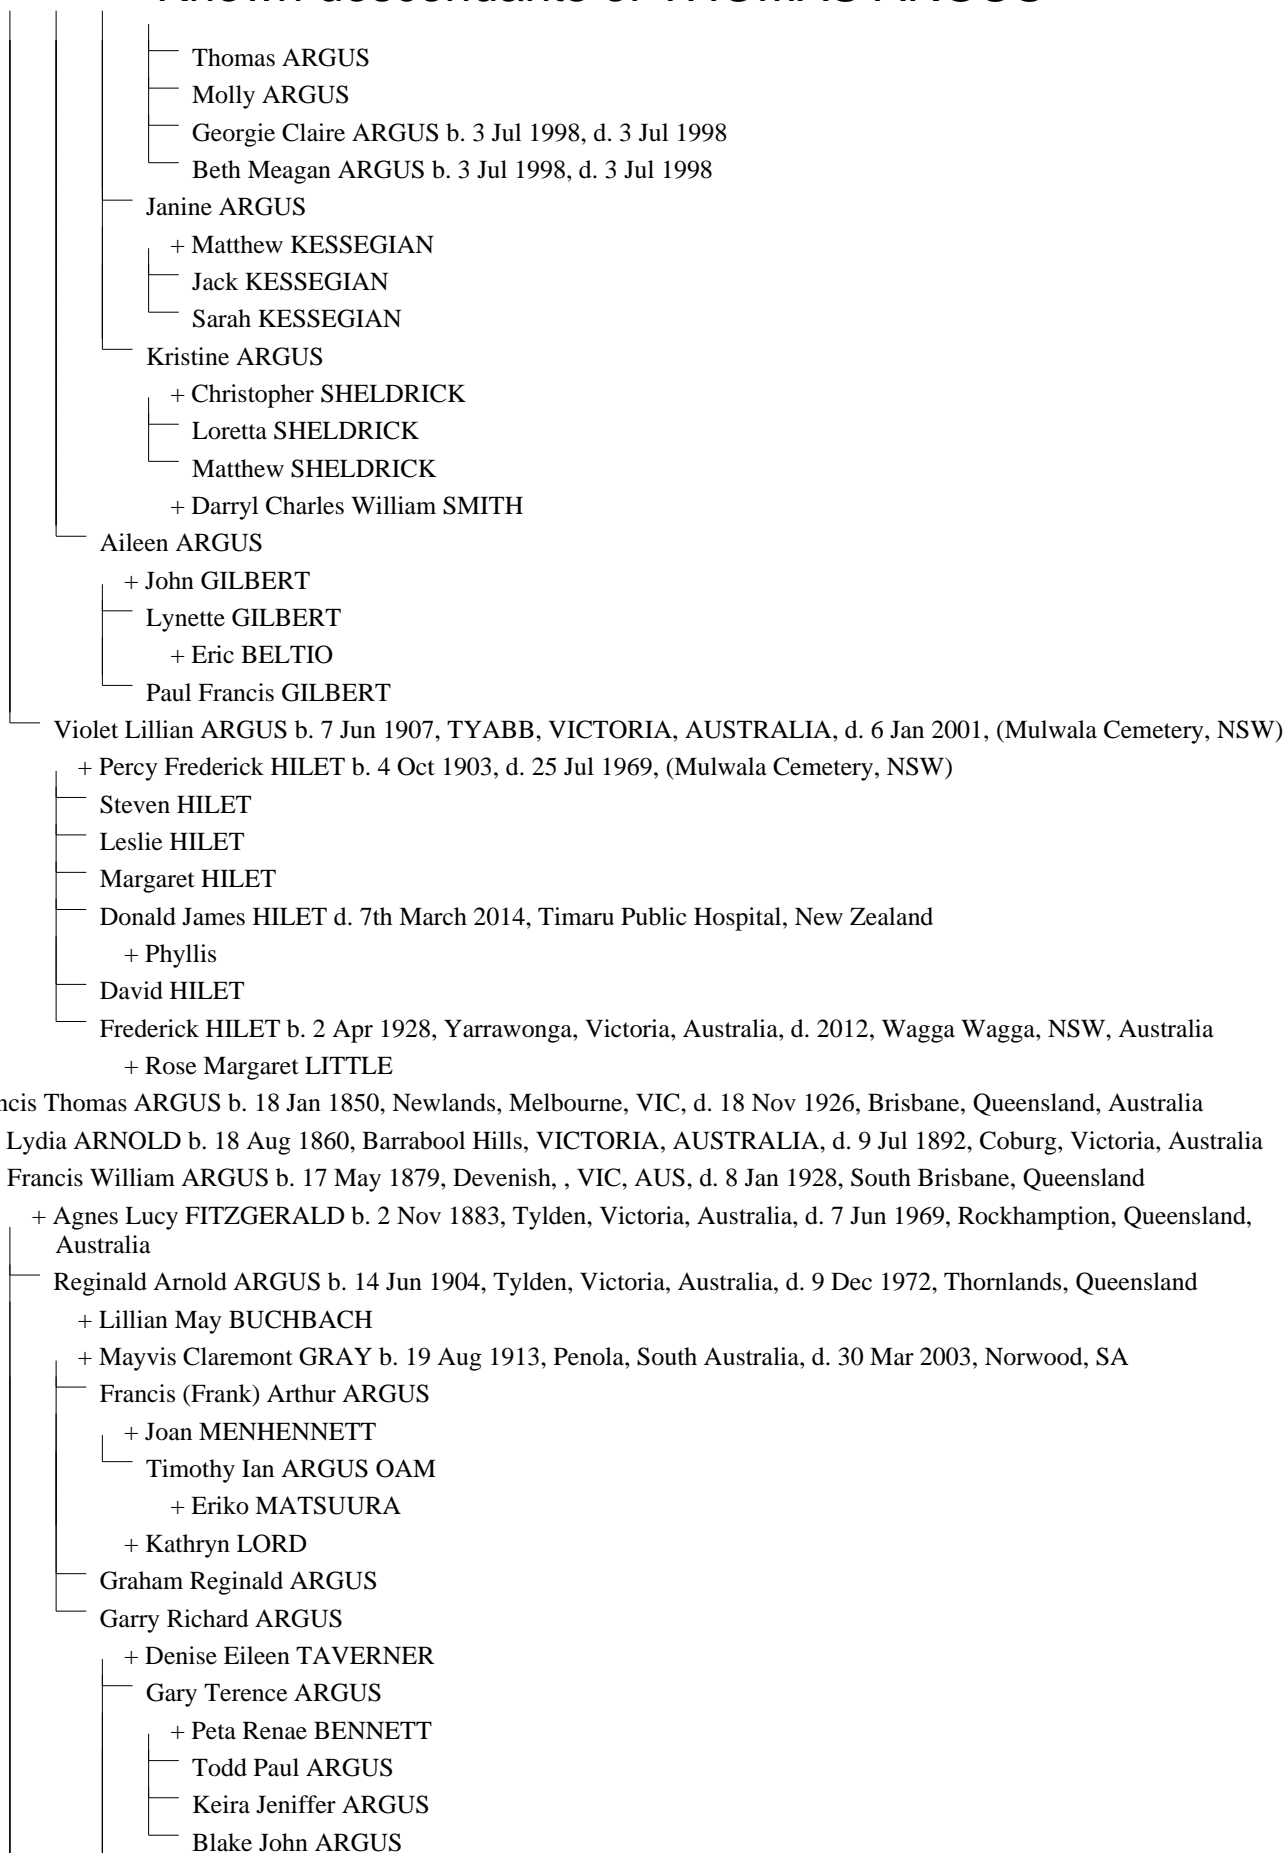 Known descendants of THOMAS ARGUS
Thomas ARGUS
Molly ARGUS
Georgie Claire ARGUS b. 3 Jul 1998, d. 3 Jul 1998
Beth Meagan ARGUS b. 3 Jul 1998, d. 3 Jul 1998
Janine ARGUS
+ Matthew KESSEGIAN
Jack KESSEGIAN
Sarah KESSEGIAN
Kristine ARGUS
+ Christopher SHELDRICK
Loretta SHELDRICK
Matthew SHELDRICK
+ Darryl Charles William SMITH
Aileen ARGUS
+ John GILBERT
Lynette GILBERT
+ Eric BELTIO
Paul Francis GILBERT
Violet Lillian ARGUS b. 7 Jun 1907, TYABB, VICTORIA, AUSTRALIA, d. 6 Jan 2001, (Mulwala Cemetery, NSW)
+ Percy Frederick HILET b. 4 Oct 1903, d. 25 Jul 1969, (Mulwala Cemetery, NSW)
Steven HILET
Leslie HILET
Margaret HILET
Donald James HILET d. 7th March 2014, Timaru Public Hospital, New Zealand
+ Phyllis
David HILET
Frederick HILET b. 2 Apr 1928, Yarrawonga, Victoria, Australia, d. 2012, Wagga Wagga, NSW, Australia
+ Rose Margaret LITTLE
ncis Thomas ARGUS b. 18 Jan 1850, Newlands, Melbourne, VIC, d. 18 Nov 1926, Brisbane, Queensland, Australia
Lydia ARNOLD b. 18 Aug 1860, Barrabool Hills, VICTORIA, AUSTRALIA, d. 9 Jul 1892, Coburg, Victoria, Australia
Francis William ARGUS b. 17 May 1879, Devenish, , VIC, AUS, d. 8 Jan 1928, South Brisbane, Queensland
+ Agnes Lucy FITZGERALD b. 2 Nov 1883, Tylden, Victoria, Australia, d. 7 Jun 1969, Rockhamption, Queensland,
Australia
Reginald Arnold ARGUS b. 14 Jun 1904, Tylden, Victoria, Australia, d. 9 Dec 1972, Thornlands, Queensland
+ Lillian May BUCHBACH
+ Mayvis Claremont GRAY b. 19 Aug 1913, Penola, South Australia, d. 30 Mar 2003, Norwood, SA
Francis (Frank) Arthur ARGUS
+ Joan MENHENNETT
Timothy Ian ARGUS OAM
+ Eriko MATSUURA
+ Kathryn LORD
Graham Reginald ARGUS
Garry Richard ARGUS
+ Denise Eileen TAVERNER
Gary Terence ARGUS
+ Peta Renae BENNETT
Todd Paul ARGUS
Keira Jeniffer ARGUS
Blake John ARGUS